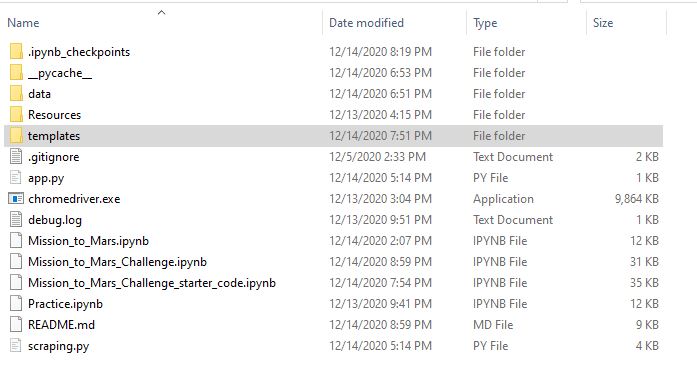 Name Date modified Type Size
.ipynb_checkpoints 12/14/2020 8:19 PM File folder
__pycache__ 12/14/2020 6:53 PM File folder
data 12/14/2020 6:51 PM File folder
Resources 12/13/2020 4:15 PM File folder
templates 12/14/2020 7:51 PM File folder
.gitignore 12/5/2020 2:33 PM Text Document 2 KB
app.py 12/14/2020 5:14 PM PY File 1 KB
chromedriver.exe 12/13/2020 3:04 PM Application 9,864 KB
debug.log 12/13/2020 9:51 PM Text Document 1 KB
Mission_to_Mars.ipynb 12/14/2020 2:07 PM IPYNB File 12 KB
Mission_to_Mars_Challenge.ipynb 12/14/2020 8:59 PM IPYNB File 31 KB
Mission_to_Mars_Challenge_starter_code.ipynb 12/14/2020 7:54 PM IPYNB File 35 KB
Practice.ipynb 12/13/2020 9:41 PM IPYNB File 12 KB
README.md 12/14/2020 8:59 PM MD File 9 KB
scraping.py 12/14/2020 5:14 PM PY File 4 KB